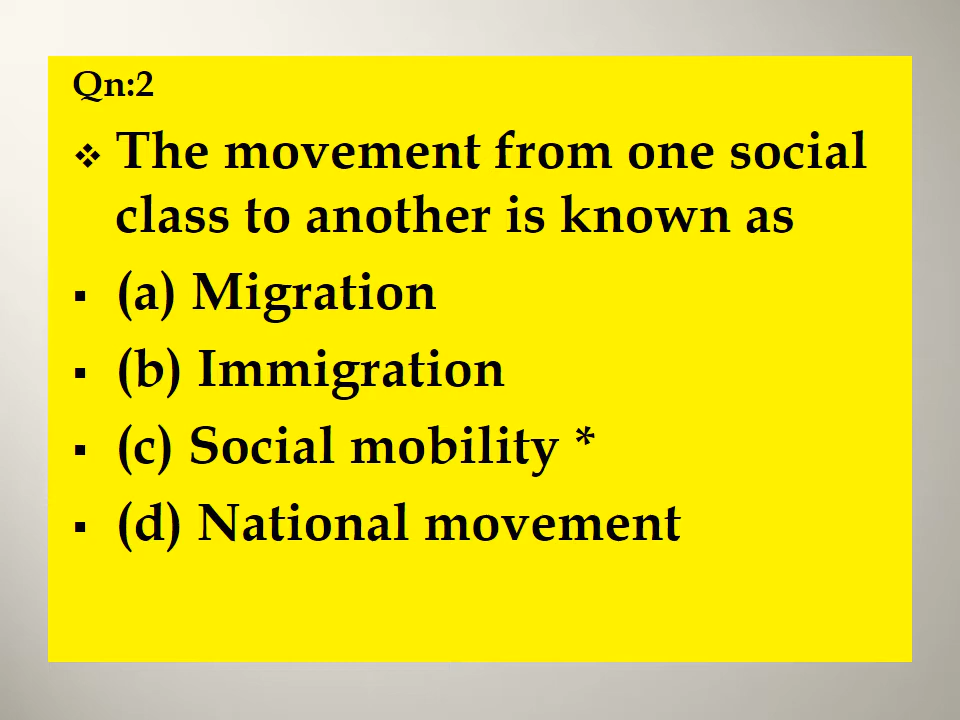 Qn:2
❖ The movement from one social
class to another is known as
▪ (a) Migration
▪ (b) Immigration
▪ (c) Social mobility *
▪ (d) National movement